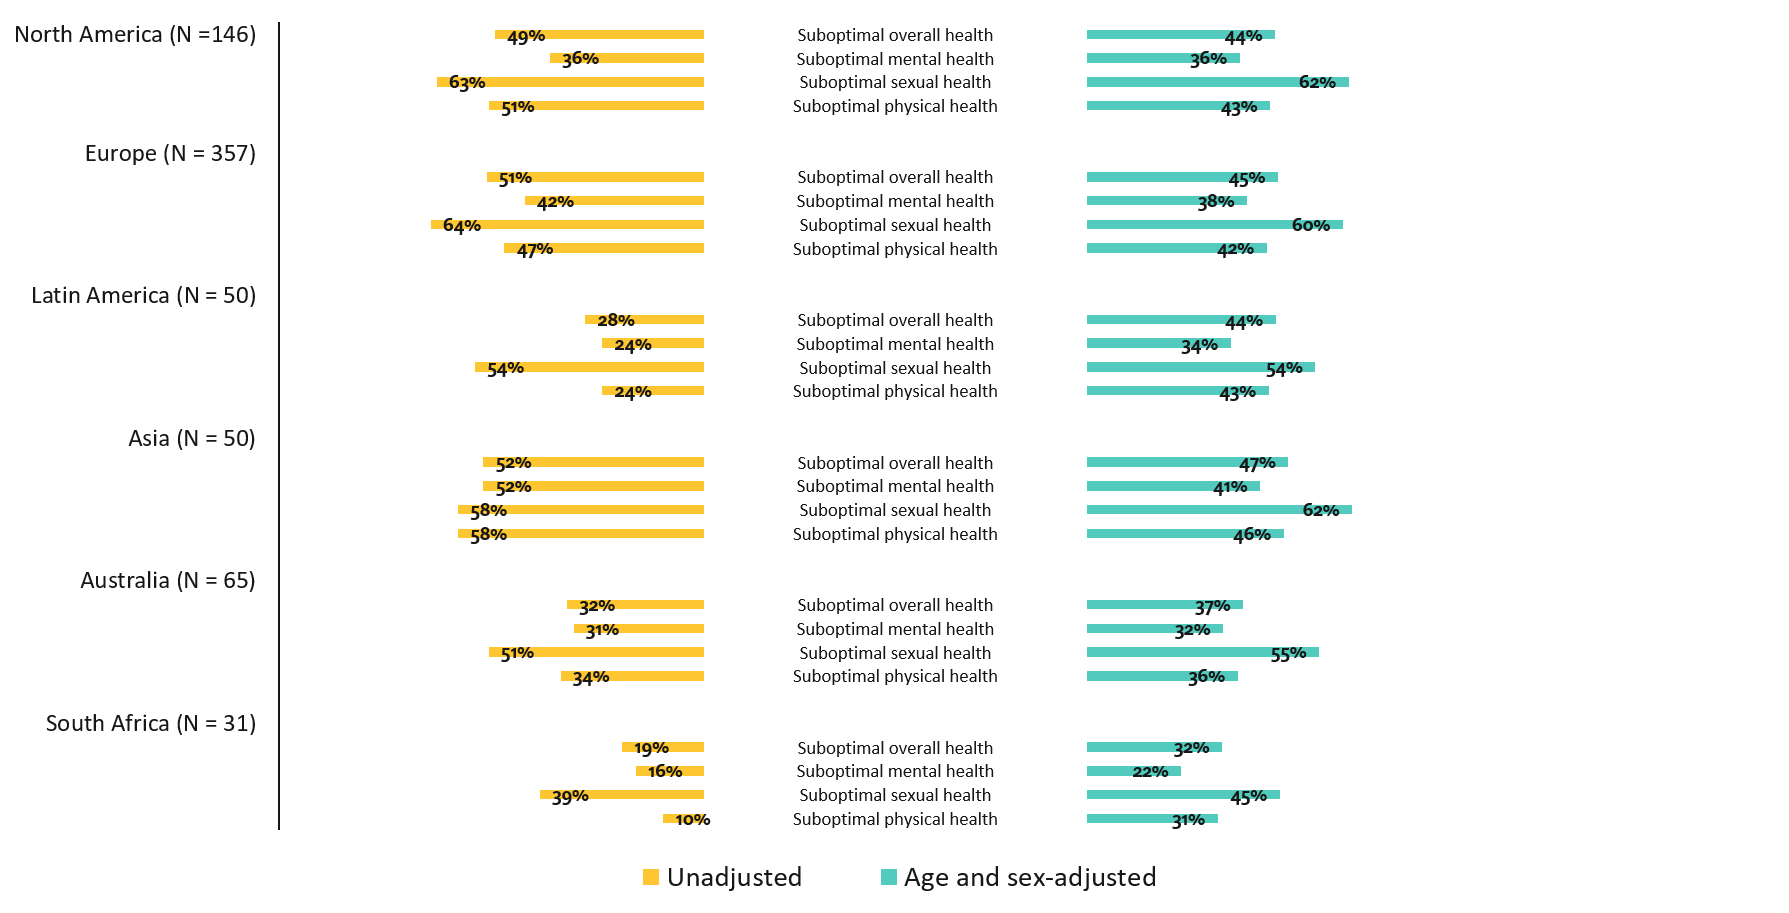 North America (N =146)
49% Suboptimal overall health 44%
36% Suboptimal mental health 36%
63% Suboptimal sexual health 62%
51% Suboptimal physical health 43%
Europe (N = 357)
51% Suboptimal overall health 45%
42% Suboptimal mental health 38%
64% Suboptimal sexual health 60%
47% Suboptimal physical health 42%
Latin America (N = 50)
28% Suboptimal overall health 44%
24% Suboptimal mental health 34%
54% Suboptimal sexual health 54%
24% Suboptimal physical health 43%
Asia (N = 50)
52% Suboptimal overall health 47%
52% Suboptimal mental health 41%
58% Suboptimal sexual health 62%
58% Suboptimal physical health 46%
Australia (N = 65)
32% Suboptimal overall health 37%
31% Suboptimal mental health 32%
51% Suboptimal sexual health 55%
34% Suboptimal physical health 36%
South Africa (N = 31)
19% Suboptimal overall health 32%
16% Suboptimal mental health 22%
39% Suboptimal sexual health 45%
10% Suboptimal physical health 31%
Unadjusted Age and sex-adjusted